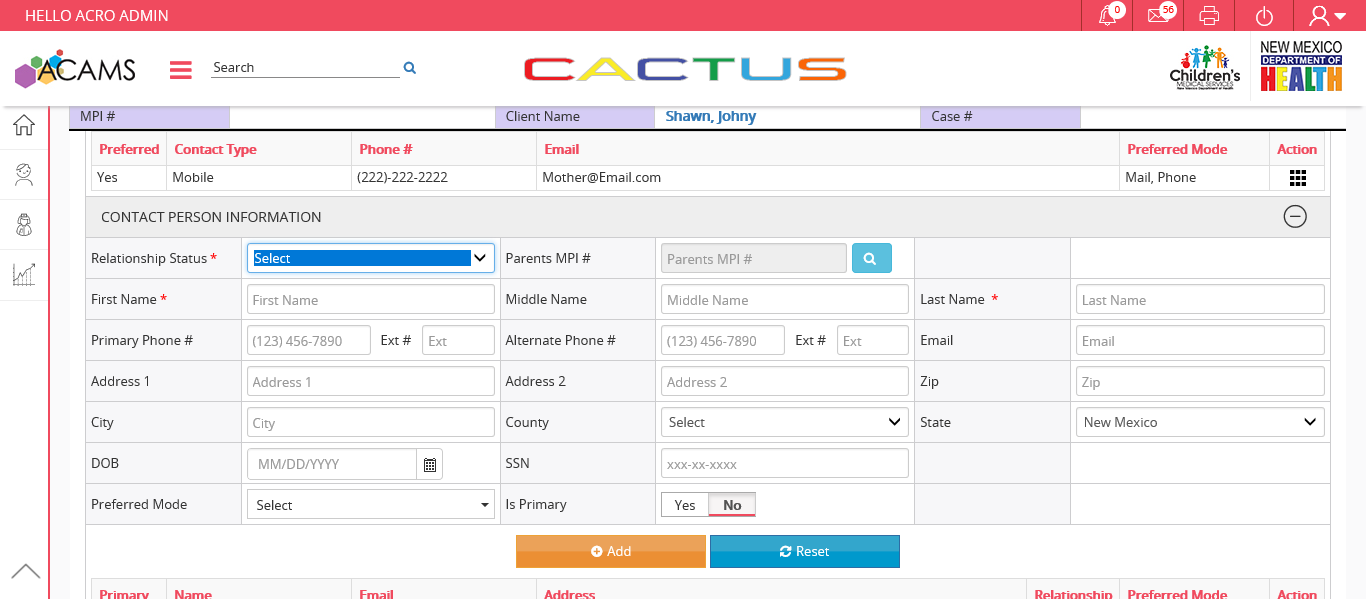 HELLO ACRO ADMIN 0 56
ACAMS Search CACTUS Children's MEDICAL SERVICES New Mexico Department of Health NEW MEXICO DEPARTMENT OF HEALTH
MPI # Client Name Shawn, Johny Case #
Preferred Contact Type Phone # Email Preferred Mode Action
Yes Mobile (222)-222-2222 Mother@Email.com Mail, Phone
CONTACT PERSON INFORMATION
Relationship Status * Select Parents MPI # Parents MPI #
First Name * First Name Middle Name Middle Name Last Name * Last Name
Primary Phone # (123) 456-7890 Ext # Ext Alternate Phone # (123) 456-7890 Ext # Ext Email Email
Address 1 Address 1 Address 2 Address 2 Zip Zip
City City County Select State New Mexico
DOB MM/DD/YYYY SSN xxx-xx-xxxx
Preferred Mode Select Is Primary Yes No
Add Reset
Primary Name Email Address Relationship Preferred Mode Action